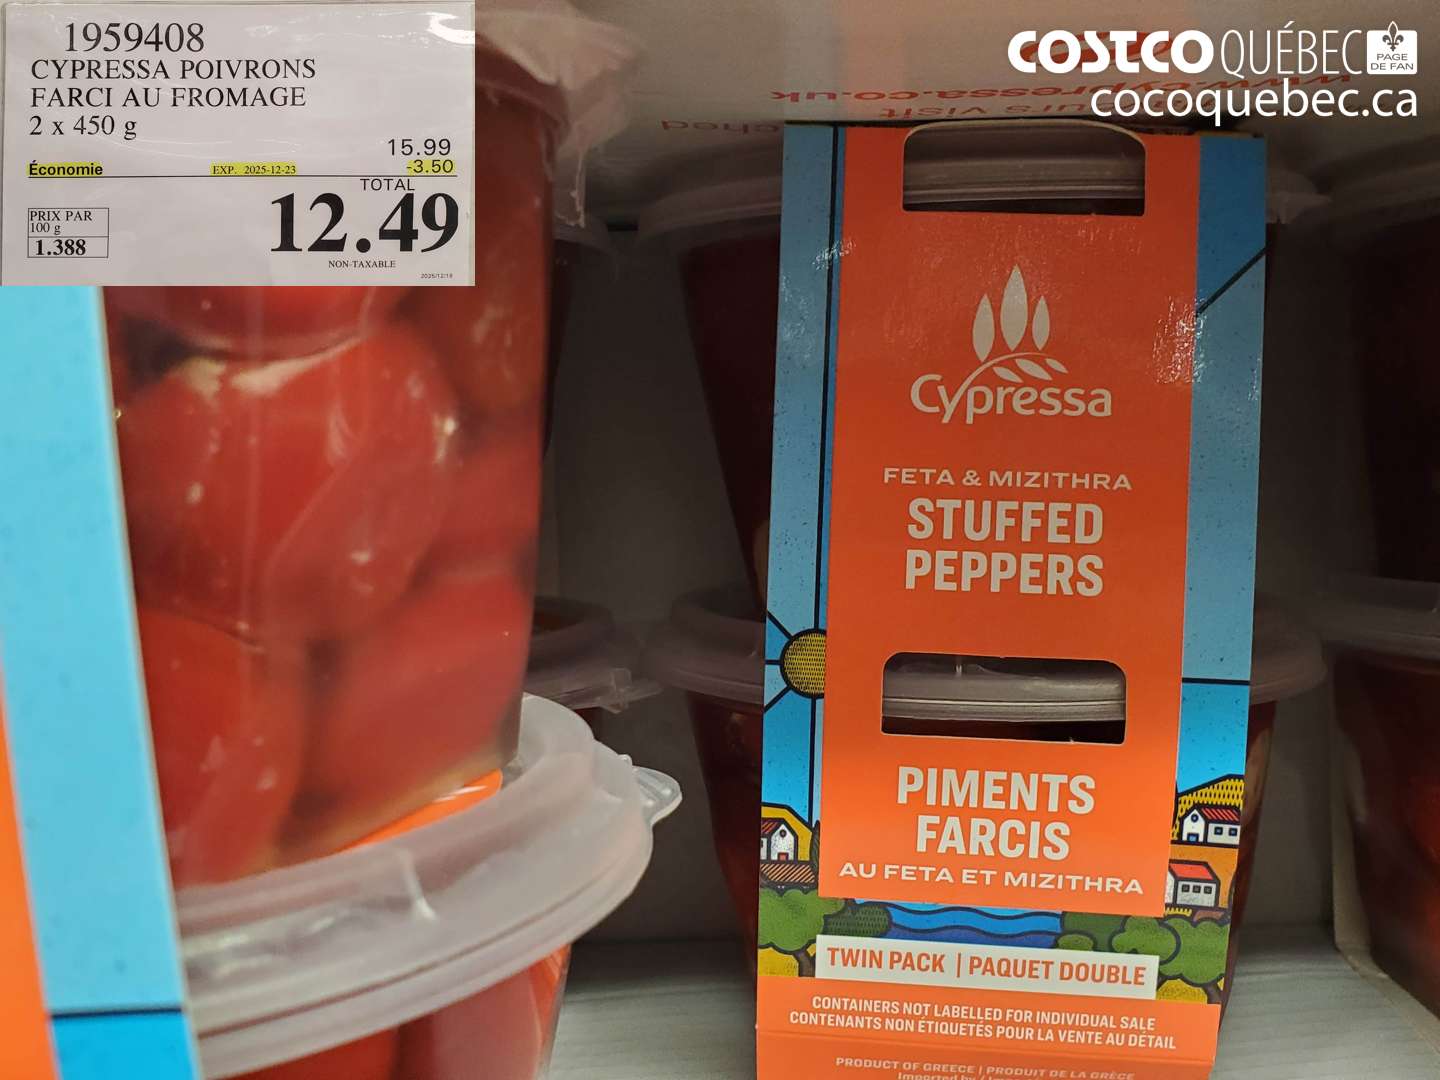 1959408
CYPRESSA POIVRONS
FARCI AU FROMAGE
2 x 450 g
15.99
Économie EXP. 2025-12-23 -3.50
TOTAL
12.49
PRIX PAR
100 g
1.388
NON-TAXABLE
COSTCO QUÉBEC PAGE DE FAN
cocoquebec.ca
Cypressa
FETA & MIZITHRA
STUFFED
PEPPERS
PIMENTS
FARCIS
AU FETA ET MIZITHRA
TWIN PACK | PAQUET DOUBLE
CONTAINERS NOT LABELLED FOR INDIVIDUAL SALE
CONTENANTS NON ÉTIQUETÉS POUR LA VENTE AU DÉTAIL
PRODUCT OF GREECE | PRODUIT DE LA GRÈCE
Imported by /